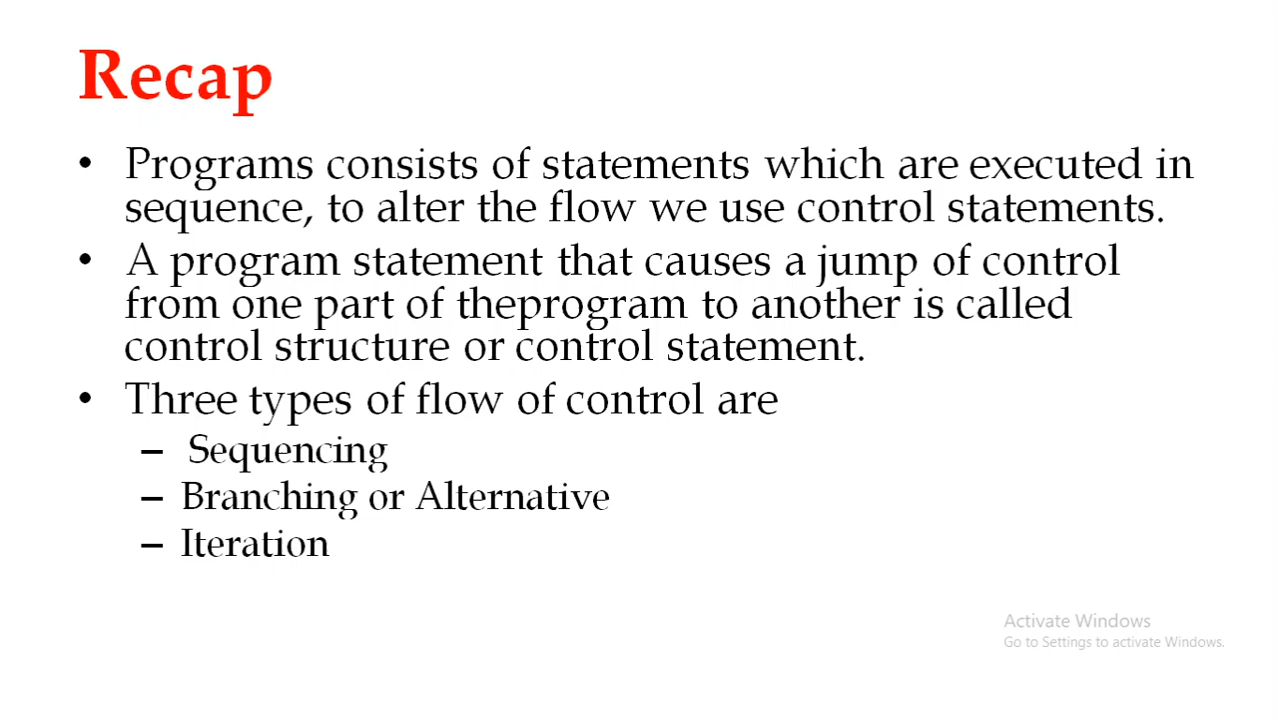 Recap
• Programs consists of statements which are executed in
sequence, to alter the flow we use control statements.
• A program statement that causes a jump of control
from one part of theprogram to another is called
control structure or control statement.
• Three types of flow of control are
– Sequencing
– Branching or Alternative
– Iteration
Activate Windows
Go to Settings to activate Windows.